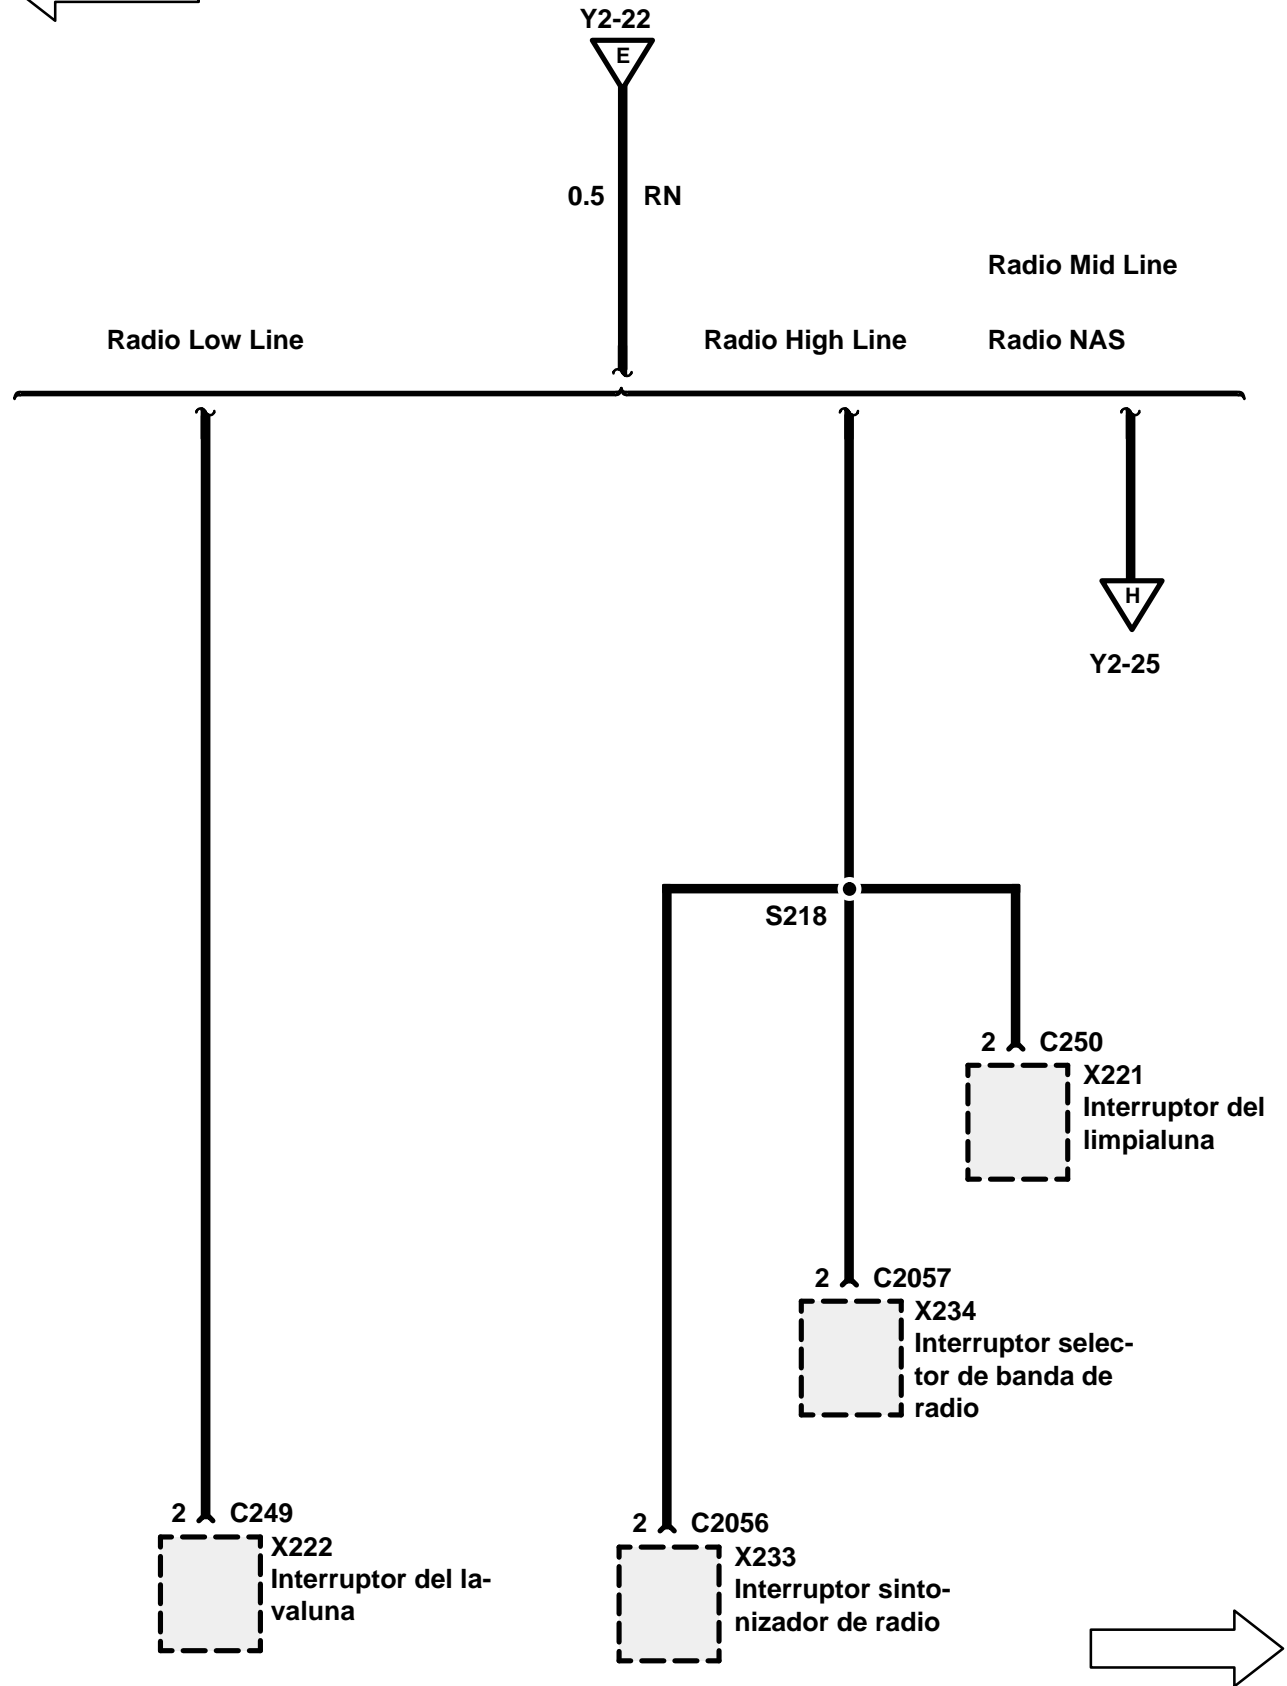 Y2-22
E
0.5 RN
Radio Mid Line
Radio Low Line
Radio High Line
Radio NAS
H
Y2-25
S218
2 C250
X221
Interruptor del
limpialuna
2 C2057
X234
Interruptor selec-
tor de banda de
radio
2 C249
X222
Interruptor del la-
valuna
2 C2056
X233
Interruptor sinto-
nizador de radio